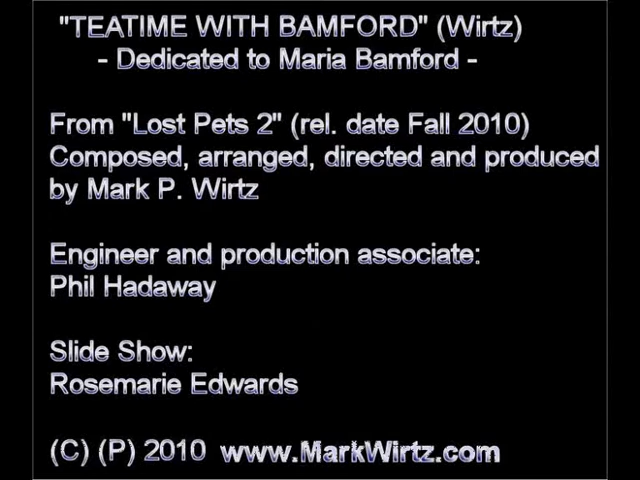 "TEATIME WITH BAMFORD" (Wirtz)
- Dedicated to Maria Bamford -
From "Lost Pets 2" (rel. date Fall 2010)
Composed, arranged, directed and produced
by Mark P. Wirtz
Engineer and production associate:
Phil Hadaway
Slide Show:
Rosemarie Edwards
(C) (P) 2010 www.MarkWirtz.com